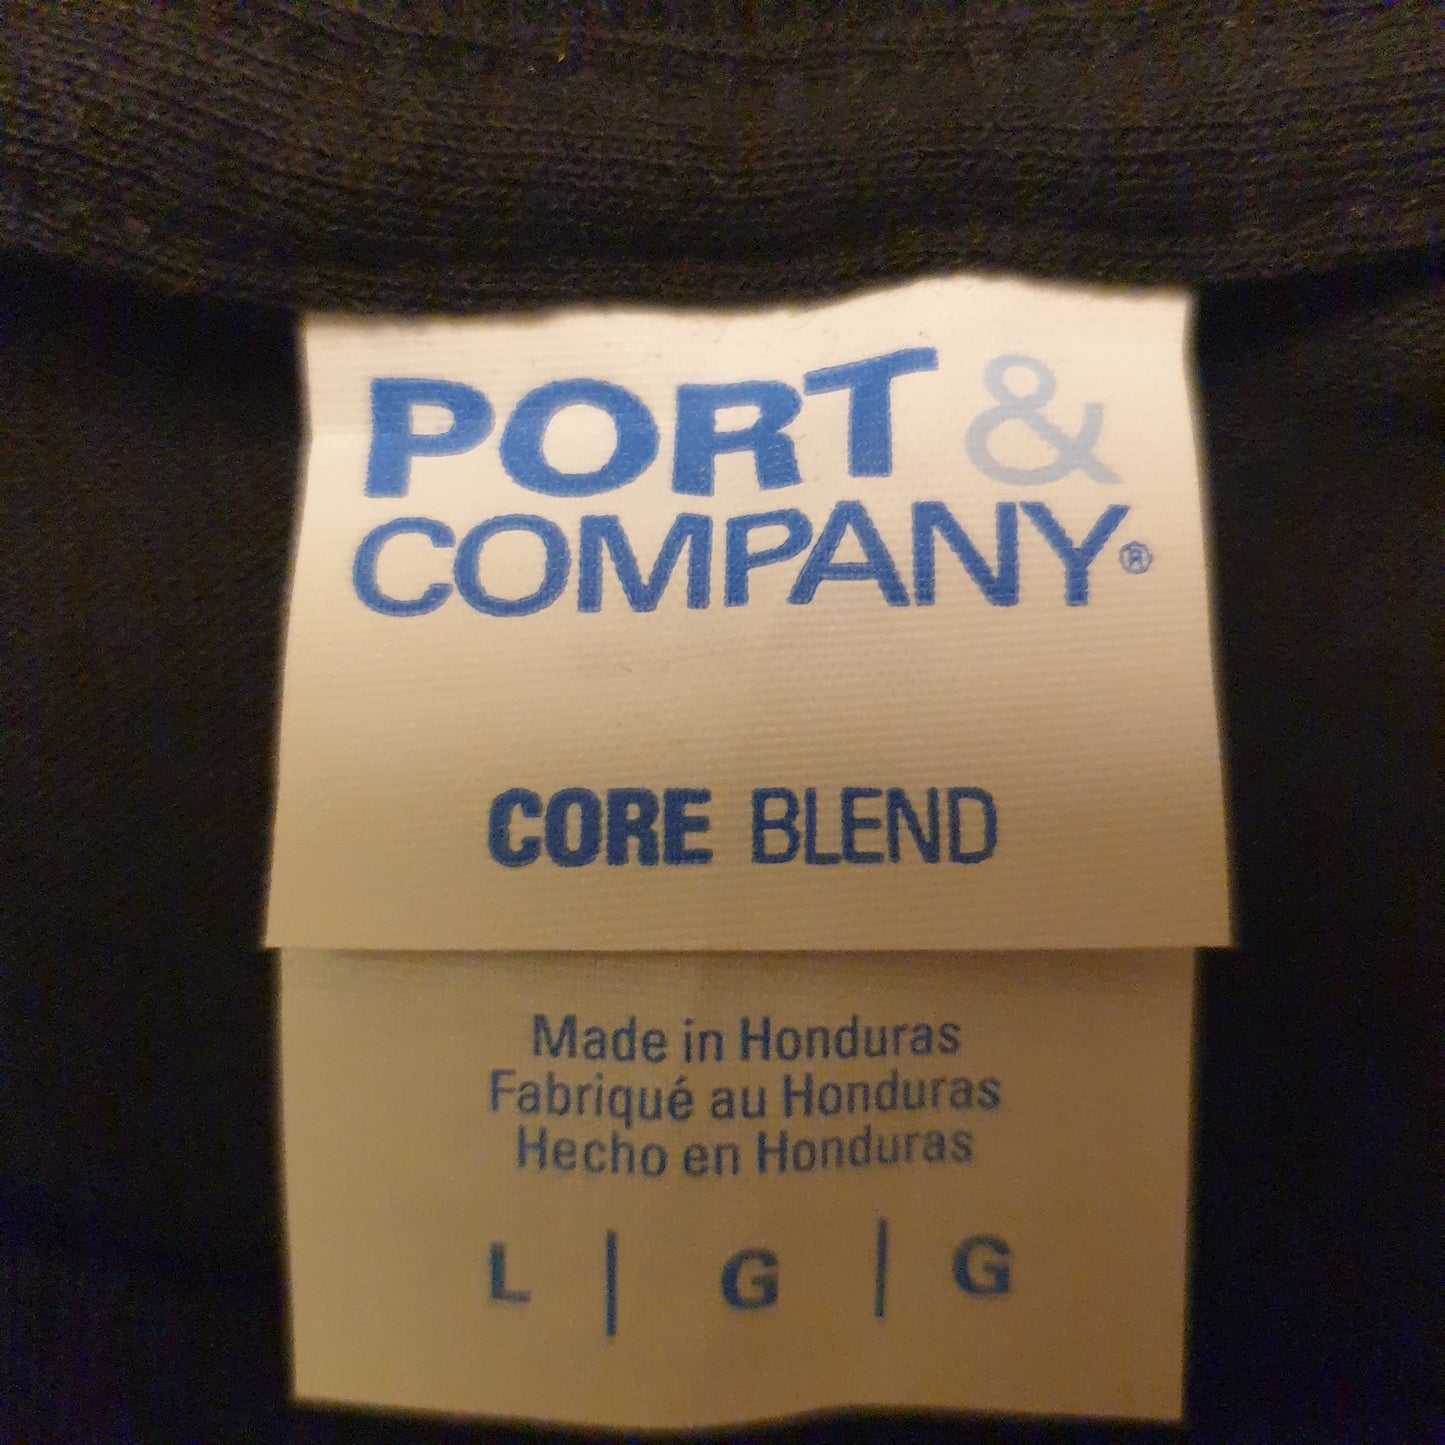 PORT &
COMPANY®
CORE BLEND
Made in Honduras
Fabriqué au Honduras
Hecho en Honduras
L | G | G